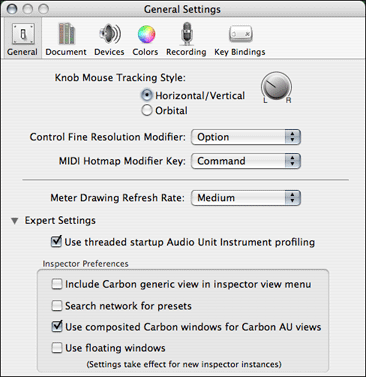 General Settings
General Document Devices Colors Recording Key Bindings
Knob Mouse Tracking Style:
Horizontal/Vertical
Orbital
L R
Control Fine Resolution Modifier: Option
MIDI Hotmap Modifier Key: Command
Meter Drawing Refresh Rate: Medium
Expert Settings
Use threaded startup Audio Unit Instrument profiling
Inspector Preferences
Include Carbon generic view in inspector view menu
Search network for presets
Use composited Carbon windows for Carbon AU views
Use floating windows
(Settings take effect for new inspector instances)